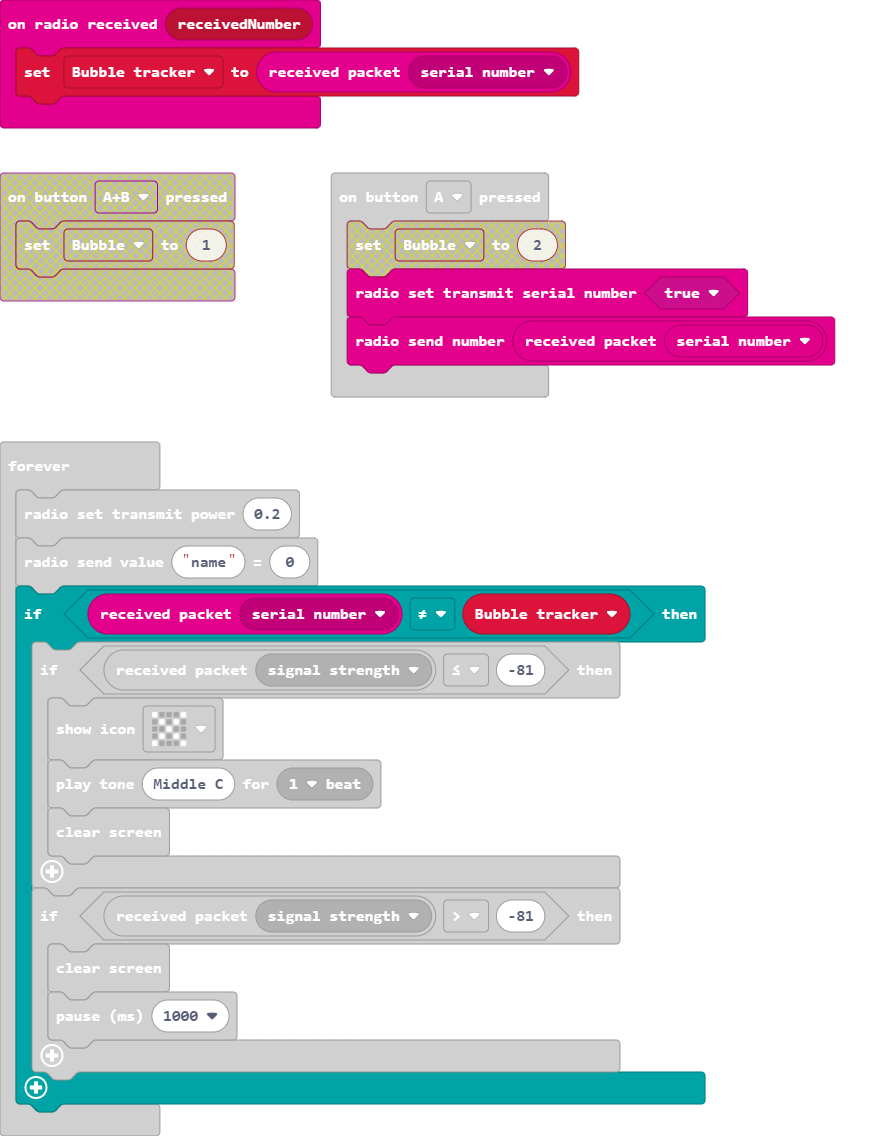 on radio received receivedNumber
set Bubble tracker to received packet serial number
on button A+B pressed
set Bubble to 1
on button A pressed
set Bubble to 2
radio set transmit serial number true
radio send number received packet serial number
forever
radio set transmit power 0.2
radio send value "name" = 0
if received packet serial number ≠ Bubble tracker then
if received packet signal strength ≤ -81 then
show icon
play tone Middle C for 1 beat
clear screen
if received packet signal strength > -81 then
clear screen
pause (ms) 1000